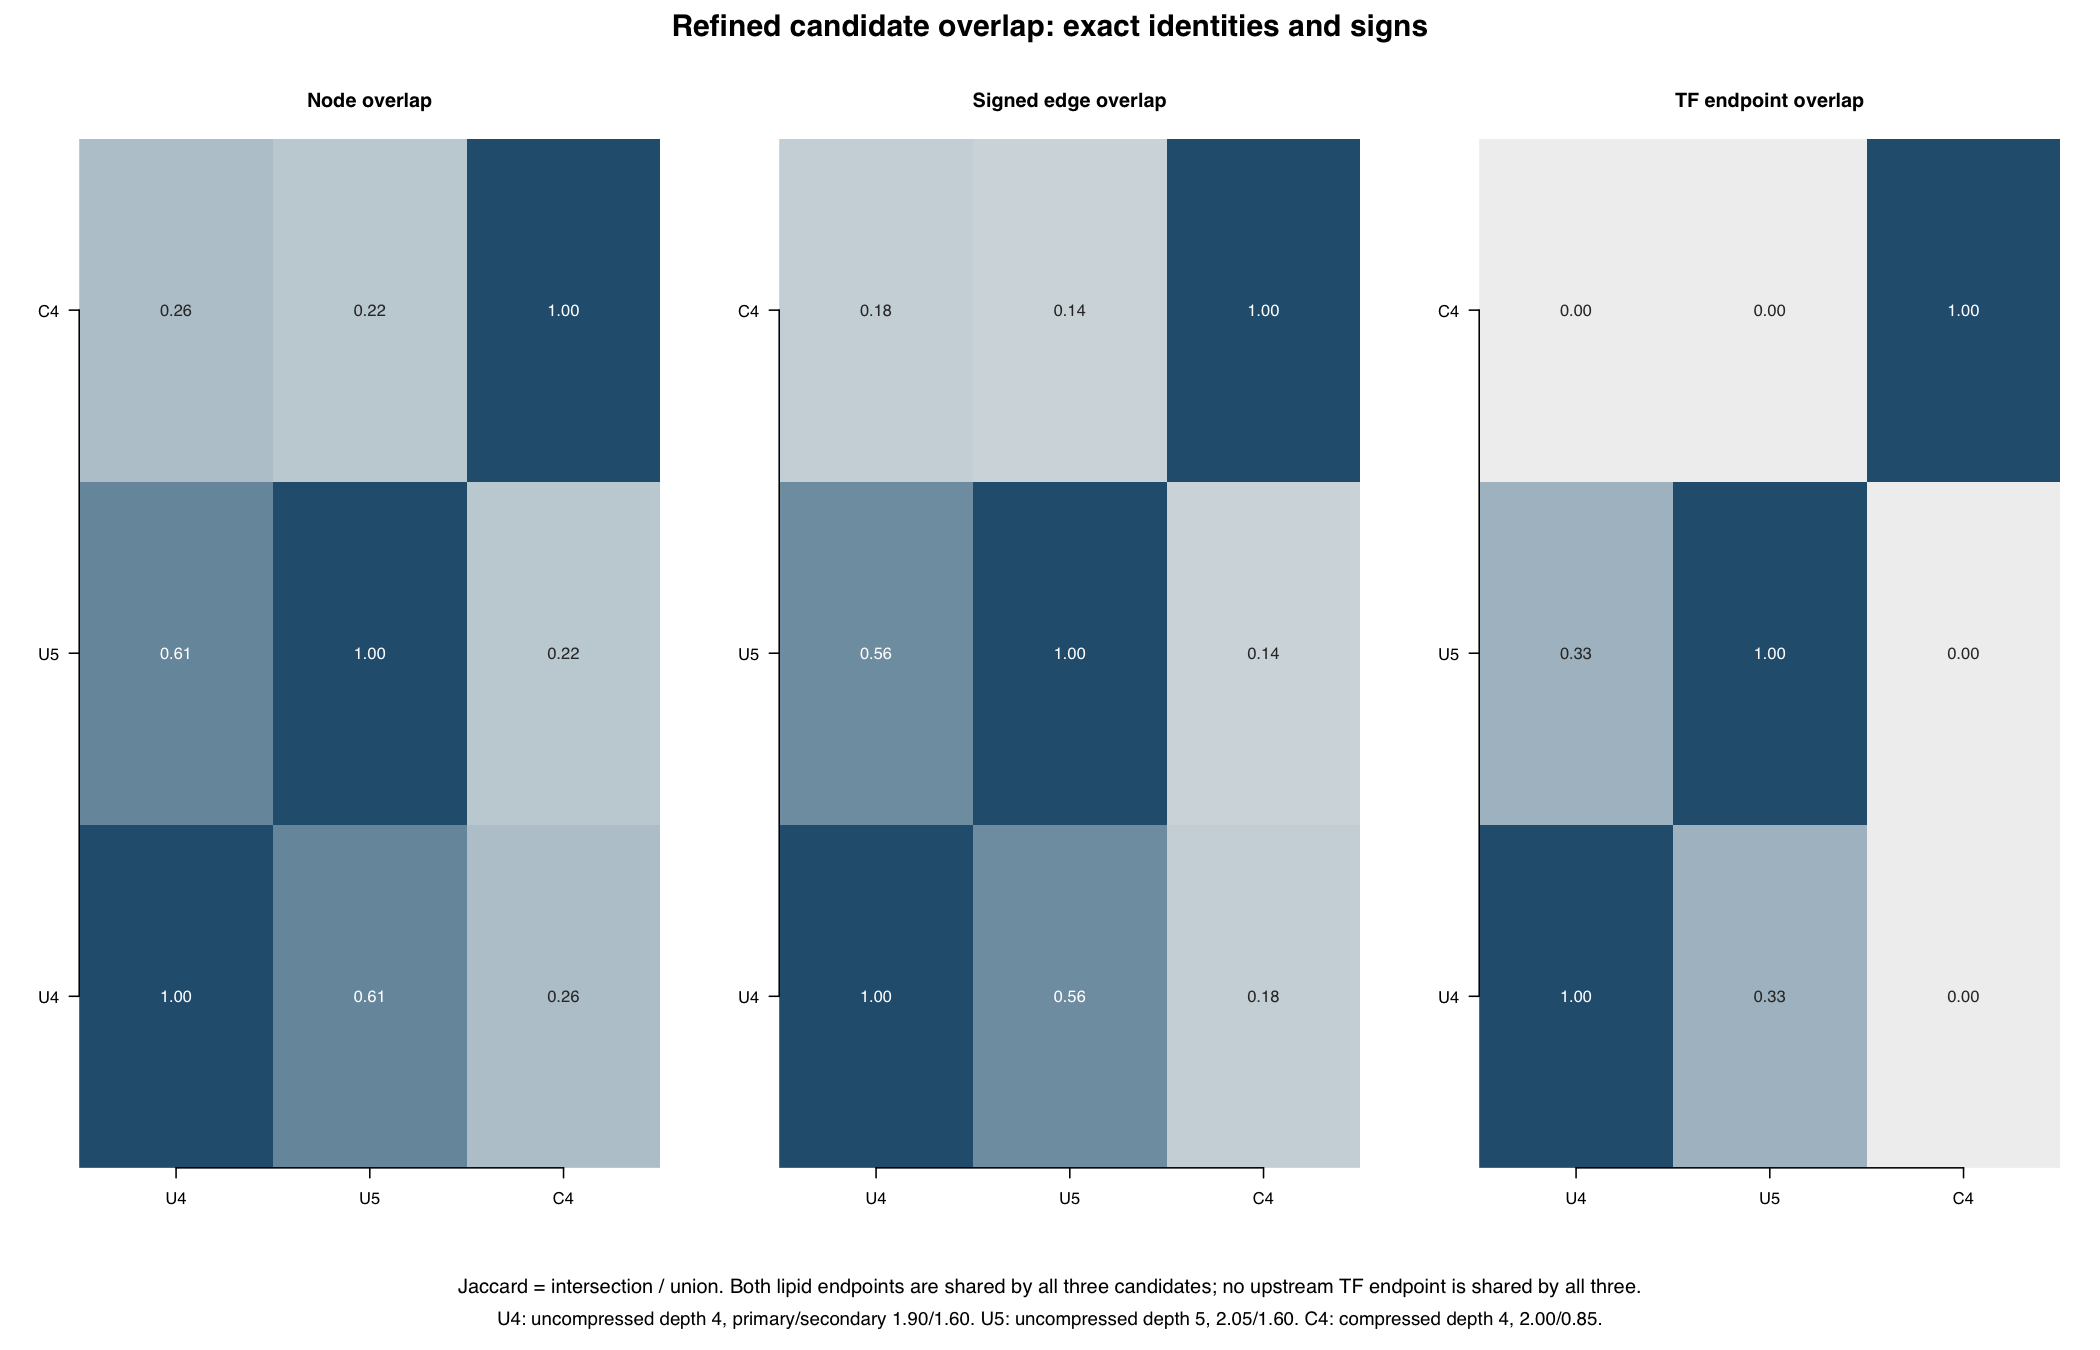 Refined candidate overlap: exact identities and signs
Node overlap
C4 0.26 0.22 1.00
U5 0.61 1.00 0.22
U4 1.00 0.61 0.26
U4 U5 C4
Signed edge overlap
C4 0.18 0.14 1.00
U5 0.56 1.00 0.14
U4 1.00 0.56 0.18
U4 U5 C4
TF endpoint overlap
C4 0.00 0.00 1.00
U5 0.33 1.00 0.00
U4 1.00 0.33 0.00
U4 U5 C4
Jaccard = intersection / union. Both lipid endpoints are shared by all three candidates; no upstream TF endpoint is shared by all three.
U4: uncompressed depth 4, primary/secondary 1.90/1.60. U5: uncompressed depth 5, 2.05/1.60. C4: compressed depth 4, 2.00/0.85.